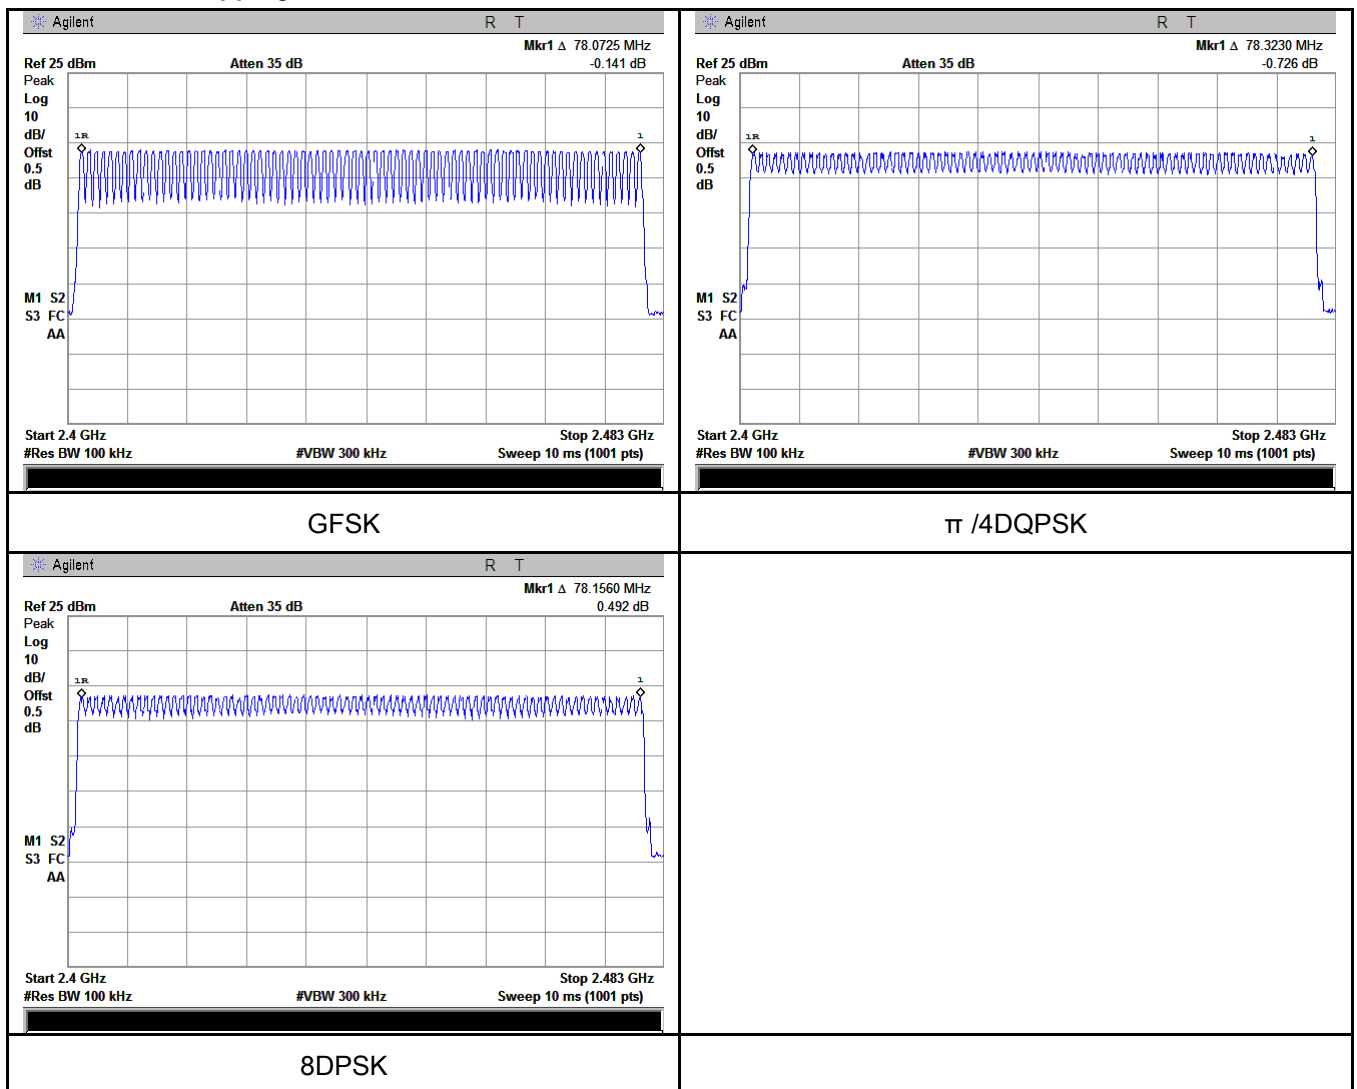 Agilent R T
Mkr1 Δ 78.0725 MHz
Ref 25 dBm Atten 35 dB -0.141 dB
Peak
Log
10
dB/
Offst
0.5
dB
1R 1
M1 S2
S3 FC
AA
Start 2.4 GHz Stop 2.483 GHz
#Res BW 100 kHz #VBW 300 kHz Sweep 10 ms (1001 pts)
GFSK
Agilent R T
Mkr1 Δ 78.3230 MHz
Ref 25 dBm Atten 35 dB -0.726 dB
Peak
Log
10
dB/
Offst
0.5
dB
1R 1
M1 S2
S3 FC
AA
Start 2.4 GHz Stop 2.483 GHz
#Res BW 100 kHz #VBW 300 kHz Sweep 10 ms (1001 pts)
π /4DQPSK
Agilent R T
Mkr1 Δ 78.1560 MHz
Ref 25 dBm Atten 35 dB 0.492 dB
Peak
Log
10
dB/
Offst
0.5
dB
1R 1
M1 S2
S3 FC
AA
Start 2.4 GHz Stop 2.483 GHz
#Res BW 100 kHz #VBW 300 kHz Sweep 10 ms (1001 pts)
8DPSK